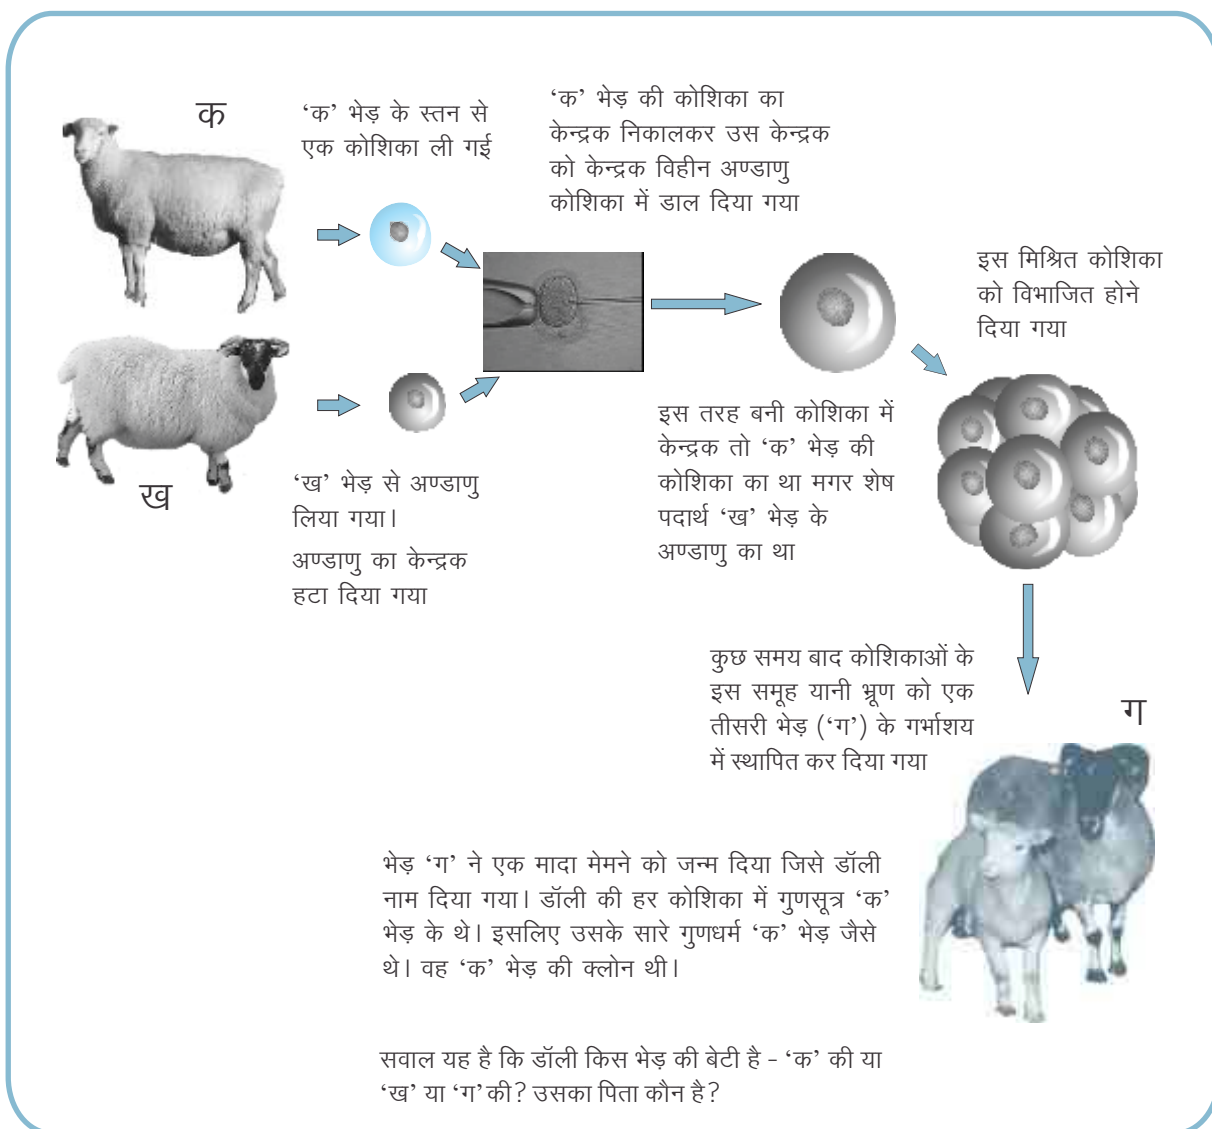 क
'क' भेड़ के स्तन से
एक कोशिका ली गई
'क' भेड़ की कोशिका का
केन्द्रक निकालकर उस केन्द्रक
को केन्द्रक विहीन अण्डाणु
कोशिका में डाल दिया गया
इस मिश्रित कोशिका
को विभाजित होने
दिया गया
ख
'ख' भेड़ से अण्डाणु
लिया गया।
अण्डाणु का केन्द्रक
हटा दिया गया
इस तरह बनी कोशिका में
केन्द्रक तो 'क' भेड़ की
कोशिका का था मगर शेष
पदार्थ 'ख' भेड़ के
अण्डाणु का था
कुछ समय बाद कोशिकाओं के
इस समूह यानी भ्रूण को एक
तीसरी भेड़ ('ग') के गर्भाशय
में स्थापित कर दिया गया
ग
भेड़ 'ग' ने एक मादा मेमने को जन्म दिया जिसे डॉली
नाम दिया गया। डॉली की हर कोशिका में गुणसूत्र 'क'
भेड़ के थे। इसलिए उसके सारे गुणधर्म 'क' भेड़ जैसे
थे। वह 'क' भेड़ की क्लोन थी।
सवाल यह है कि डॉली किस भेड़ की बेटी है - 'क' की या
'ख' या 'ग' की? उसका पिता कौन है?